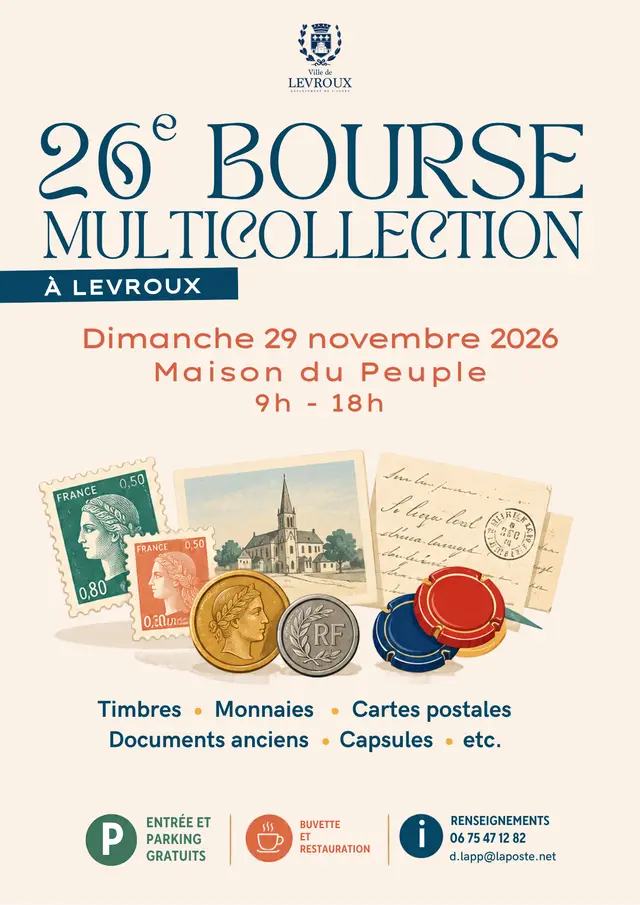 Ville de
LEVROUX
26e BOURSE
MULTICOLLECTION
À LEVROUX
Dimanche 29 novembre 2026
Maison du Peuple
9h - 18h
FRANCE 0,50
0,80
FRANCE 0,50
RF
Timbres • Monnaies • Cartes postales
Documents anciens • Capsules • etc.
P
ENTRÉE ET
PARKING
GRATUITS
BUVETTE
ET
RESTAURATION
i
RENSEIGNEMENTS
06 75 47 12 82
d.lapp@laposte.net